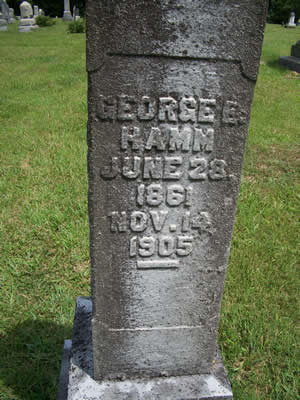 GEORGE E.
HAMM
JUNE 28.
1861
NOV. 14.
1905